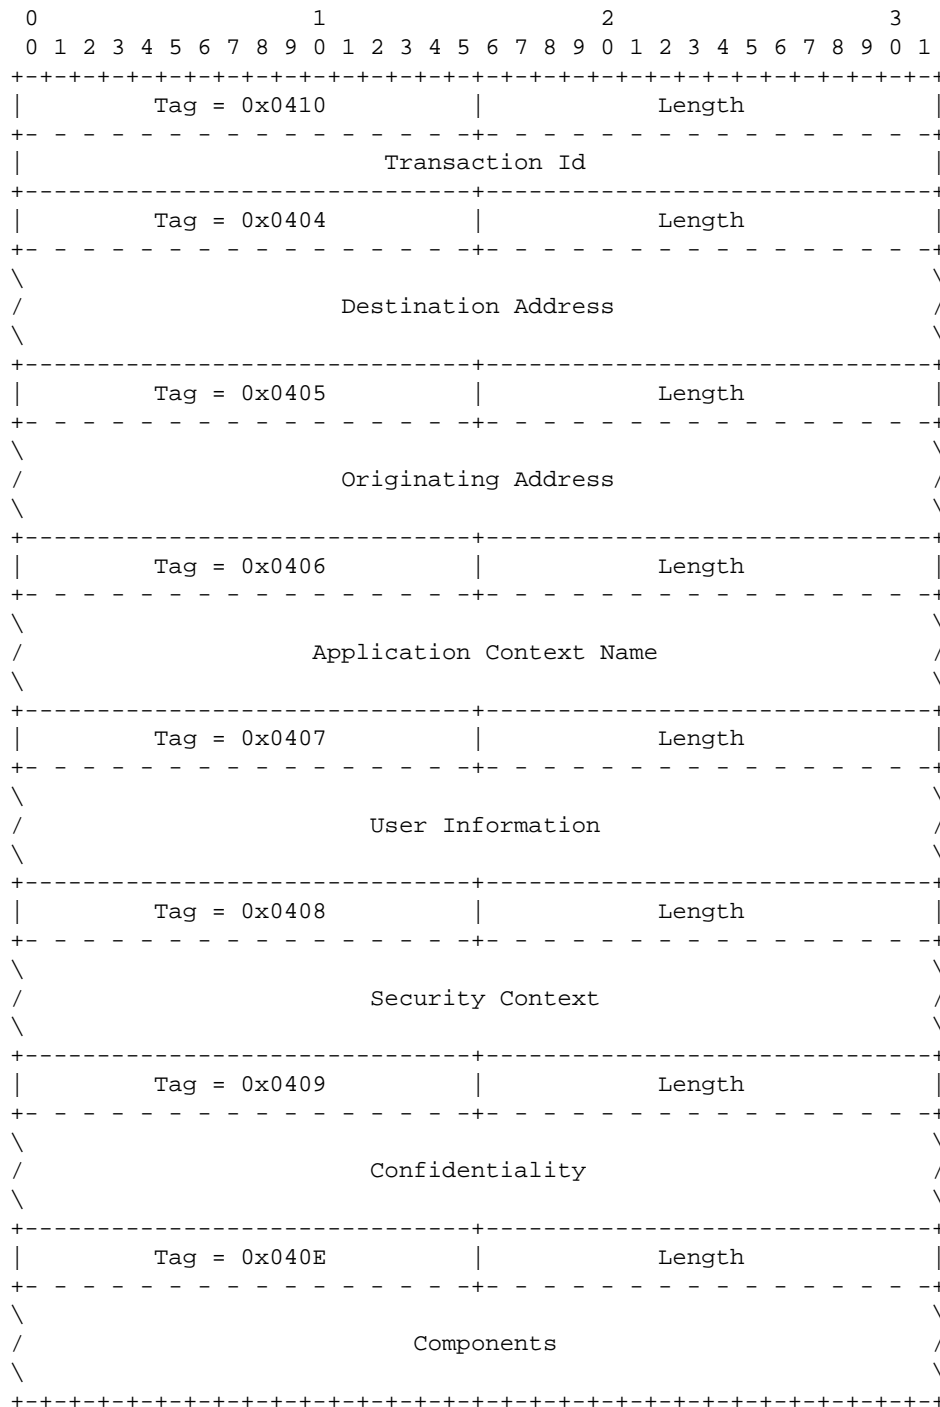 0                   1                   2                   3
 0 1 2 3 4 5 6 7 8 9 0 1 2 3 4 5 6 7 8 9 0 1 2 3 4 5 6 7 8 9 0 1
+-+-+-+-+-+-+-+-+-+-+-+-+-+-+-+-+-+-+-+-+-+-+-+-+-+-+-+-+-+-+-+-+
|         Tag = 0x0410          |            Length             |
+- - - - - - - - - - - - - - - -+- - - - - - - - - - - - - - - -+
|                         Transaction Id                        |
+-------------------------------+-------------------------------+
|         Tag = 0x0404          |            Length             |
+- - - - - - - - - - - - - - - -+- - - - - - - - - - - - - - - -+
\                                                               \
/                      Destination Address                      /
\                                                               \
+-------------------------------+-------------------------------+
|         Tag = 0x0405          |            Length             |
+- - - - - - - - - - - - - - - -+- - - - - - - - - - - - - - - -+
\                                                               \
/                      Originating Address                      /
\                                                               \
+-------------------------------+-------------------------------+
|         Tag = 0x0406          |            Length             |
+- - - - - - - - - - - - - - - -+- - - - - - - - - - - - - - - -+
\                                                               \
/                    Application Context Name                   /
\                                                               \
+-------------------------------+-------------------------------+
|         Tag = 0x0407          |            Length             |
+- - - - - - - - - - - - - - - -+- - - - - - - - - - - - - - - -+
\                                                               \
/                        User Information                       /
\                                                               \
+-------------------------------+-------------------------------+
|         Tag = 0x0408          |            Length             |
+- - - - - - - - - - - - - - - -+- - - - - - - - - - - - - - - -+
\                                                               \
/                        Security Context                       /
\                                                               \
+-------------------------------+-------------------------------+
|         Tag = 0x0409          |            Length             |
+- - - - - - - - - - - - - - - -+- - - - - - - - - - - - - - - -+
\                                                               \
/                        Confidentiality                        /
\                                                               \
+-------------------------------+-------------------------------+
|         Tag = 0x040E          |            Length             |
+- - - - - - - - - - - - - - - -+- - - - - - - - - - - - - - - -+
\                                                               \
/                           Components                          /
\                                                               \
+-+-+-+-+-+-+-+-+-+-+-+-+-+-+-+-+-+-+-+-+-+-+-+-+-+-+-+-+-+-+-+-+